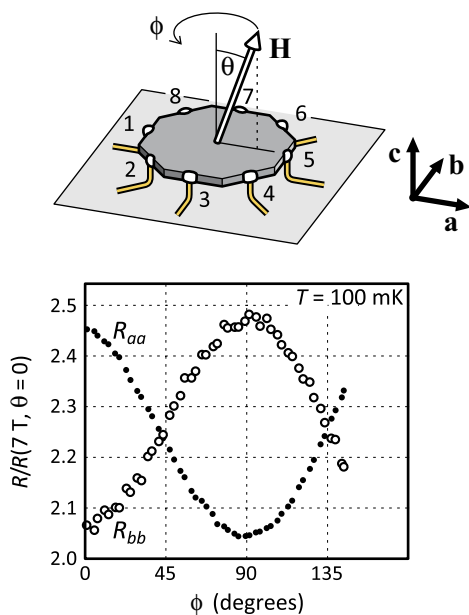 ϕ
θ
H
8
7
6
1
5
2
3
4
c
b
a
T = 100 mK
2.5
2.4
2.3
2.2
2.1
2.0
R_aa
R_bb
R/R(7 T, θ = 0)
0 45 90 135
ϕ (degrees)